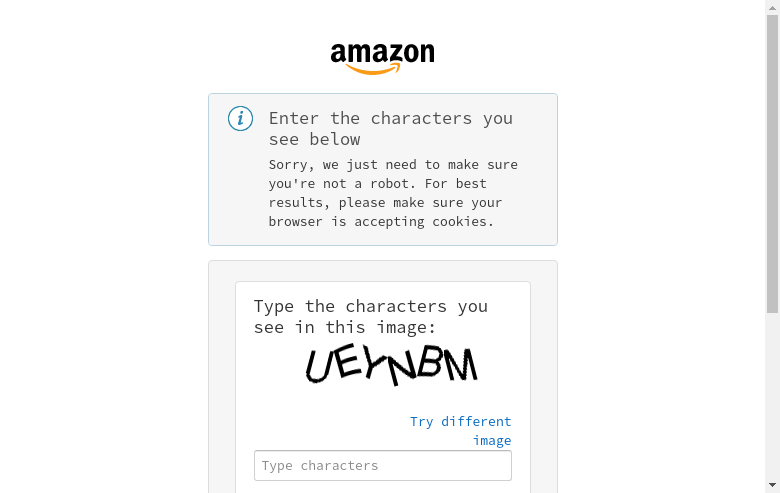 amazon
Enter the characters you
see below
Sorry, we just need to make sure
you're not a robot. For best
results, please make sure your
browser is accepting cookies.
Type the characters you
see in this image:
UEYNBM
Try different
image
Type characters